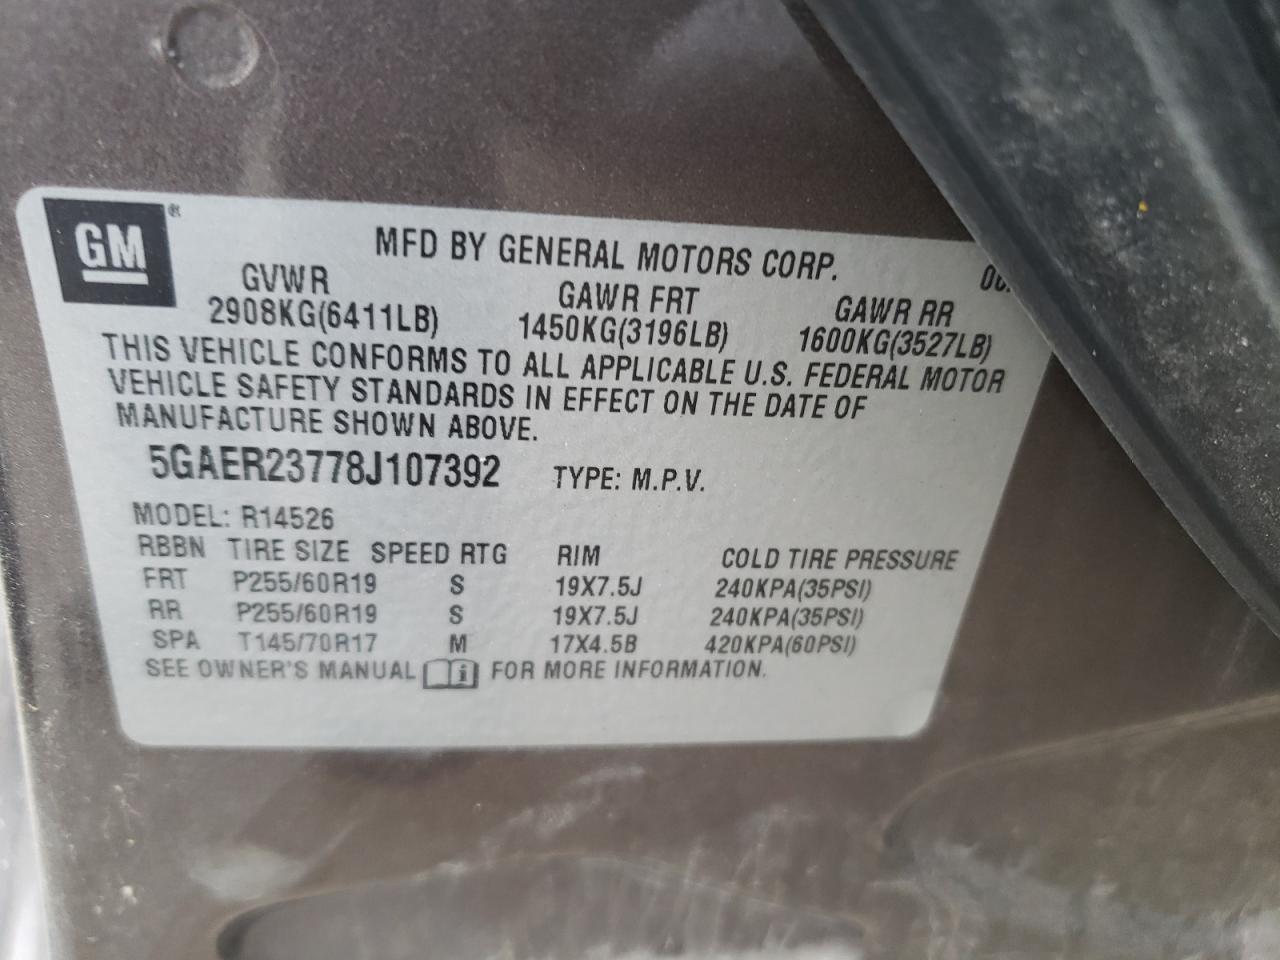 GM ®
MFD BY GENERAL MOTORS CORP.
GVWR GAWR FRT GAWR RR
2908KG(6411LB) 1450KG(3196LB) 1600KG(3527LB)
THIS VEHICLE CONFORMS TO ALL APPLICABLE U.S. FEDERAL MOTOR
VEHICLE SAFETY STANDARDS IN EFFECT ON THE DATE OF
MANUFACTURE SHOWN ABOVE.
5GAER23778J107392 TYPE: M.P.V.
MODEL: R14526
RBBN TIRE SIZE SPEED RTG RIM COLD TIRE PRESSURE
FRT P255/60R19 S 19X7.5J 240KPA(35PSI)
RR P255/60R19 S 19X7.5J 240KPA(35PSI)
SPA T145/70R17 M 17X4.5B 420KPA(60PSI)
SEE OWNER'S MANUAL i FOR MORE INFORMATION.